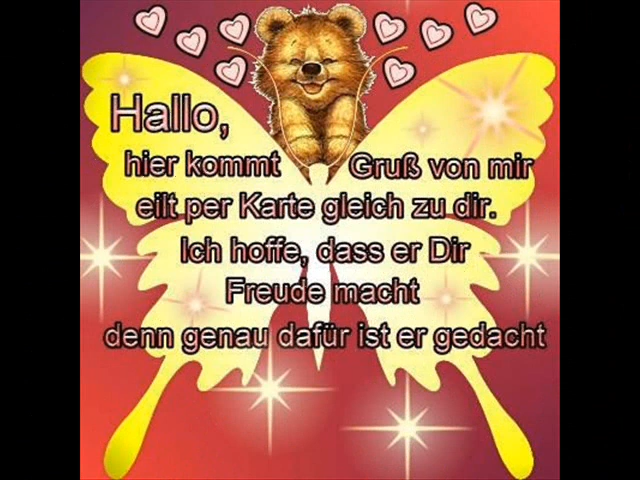 Hallo,
hier kommt Gruß von mir
eilt per Karte gleich zu dir.
Ich hoffe, dass er Dir
Freude macht
denn genau dafür ist er gedacht